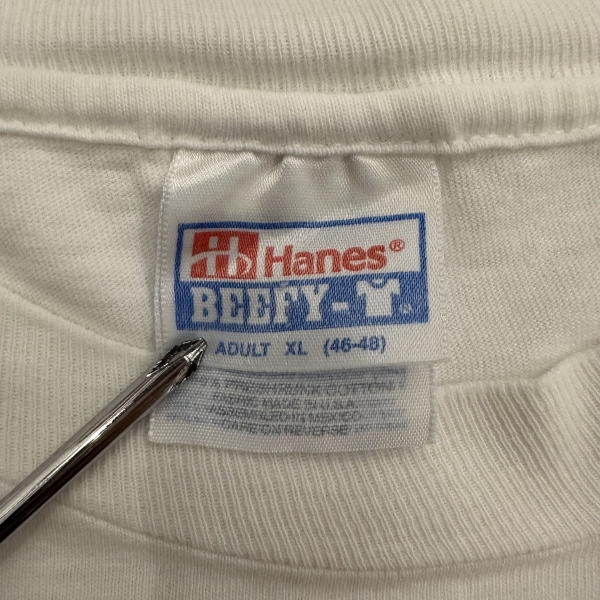 Hanes®
BEEFY-T®
ADULT XL (46-48)
% PRESHRUNK COTTON
FABRIC MADE IN U.S.A.
ASSEMBLED IN MEXICO
CARE ON REVERSE